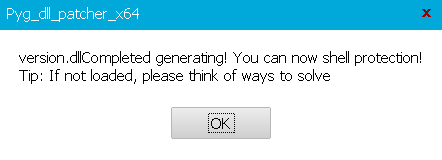 Pyg_dll_patcher_x64
x
version.dllCompleted generating! You can now shell protection!
Tip: If not loaded, please think of ways to solve
OK